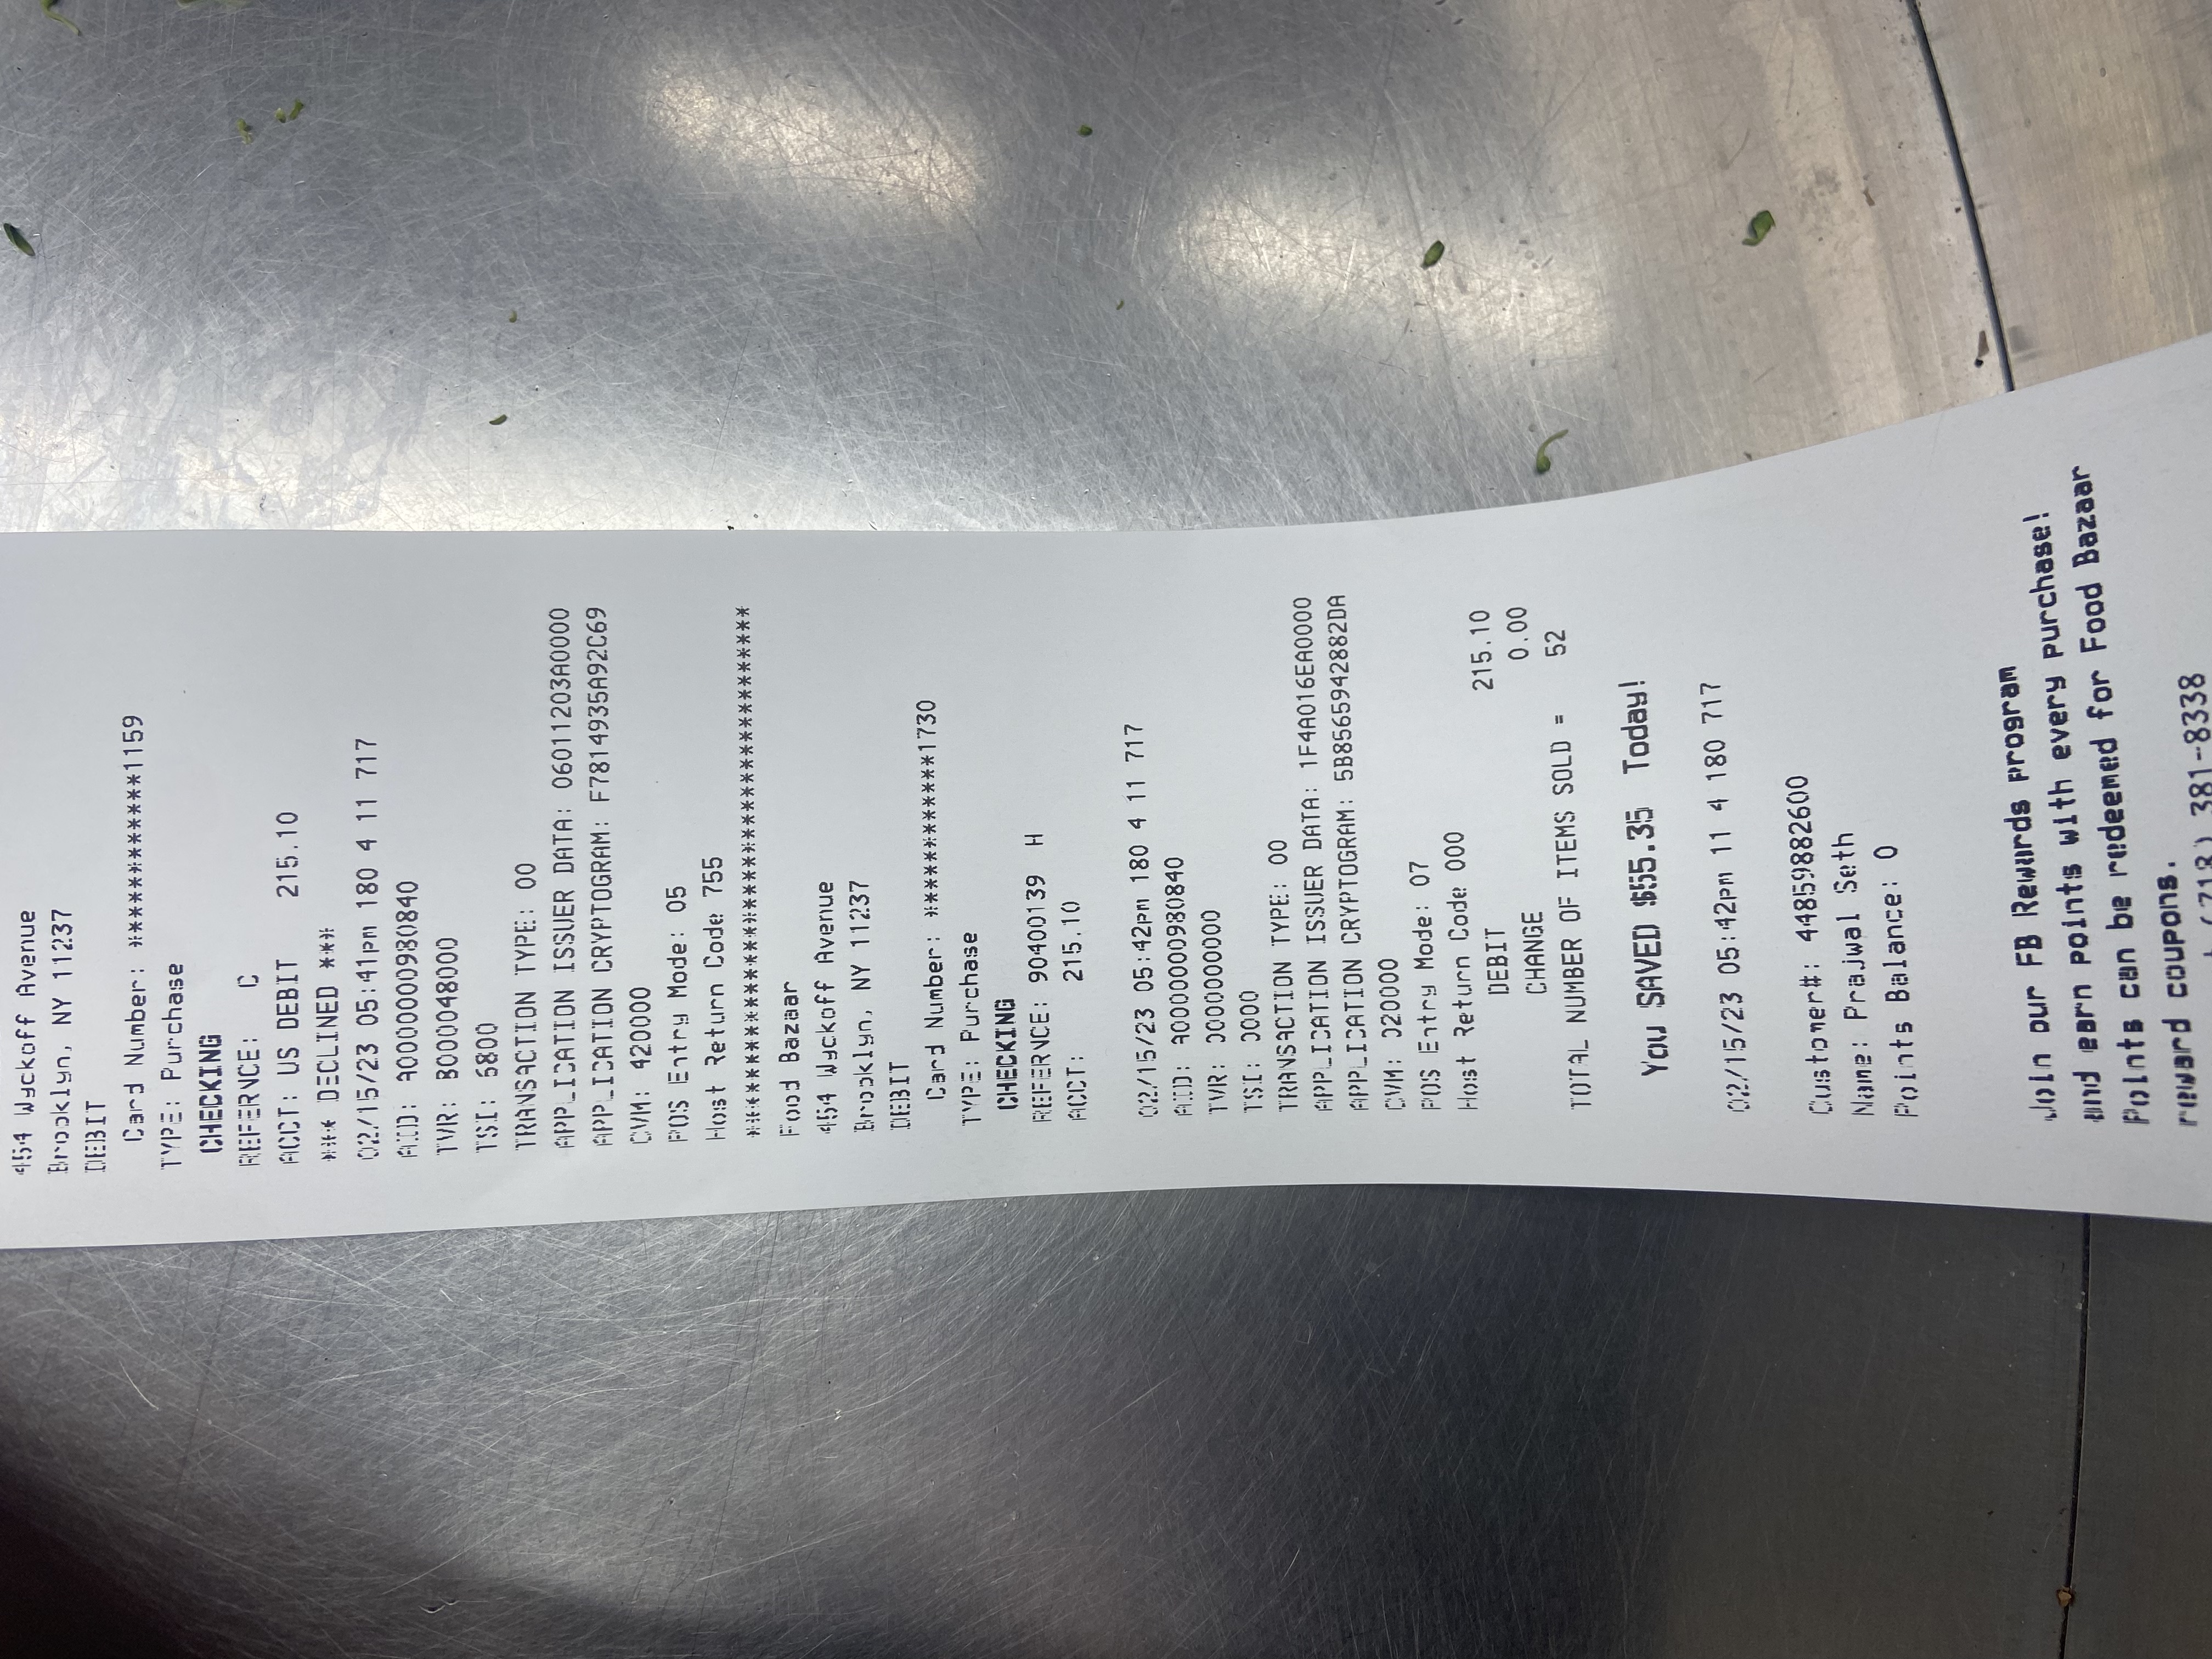 454 Wyckoff Avenue
Brooklyn, NY 11237
DEBIT
Card Number: ************1159
TYPE: Purchase
CHECKING
REFERNCE: C
ACCT: US DEBIT 215.10
*** DECLINED ***
02/15/23 05:41pm 180 4 11 717
AID: A0000000980840
TVR: 8000048000
TSI: 6800
TRANSACTION TYPE: 00
APPLICATION ISSUER DATA: 06011203A0000
APPLICATION CRYPTOGRAM: F7814935A92C69
CVM: 420000
POS Entry Mode: 05
Host Return Code 755
**************************************
Food Bazaar
454 Wyckoff Avenue
Brooklyn, NY 11237
DEBIT
Card Number: ************1730
TYPE: Purchase
CHECKING
REFERNCE: 90400139 H
ACCT: 215.10
02/15/23 05:42pm 180 4 11 717
AID: A0000000980840
TVR: 0000000000
TSI: 0000
TRANSACTION TYPE: 00
APPLICATION ISSUER DATA: 1F4A016EA0000
APPLICATION CRYPTOGRAM: 5B8565942882DA
CVM: 020000
POS Entry Mode: 07
Host Return Code 000
DEBIT 215.10
CHANGE 0.00
TOTAL NUMBER OF ITEMS SOLD = 52
You SAVED $55.35 Today!
02/15/23 05:42pm 11 4 180 717
Customer#: 44859882600
Name: Prajwal Seth
Points Balance: 0
Join our FB Rewards program
and earn points with every purchase!
Points can be redeemed for Food Bazaar
reward coupons.
(718) 381-8338